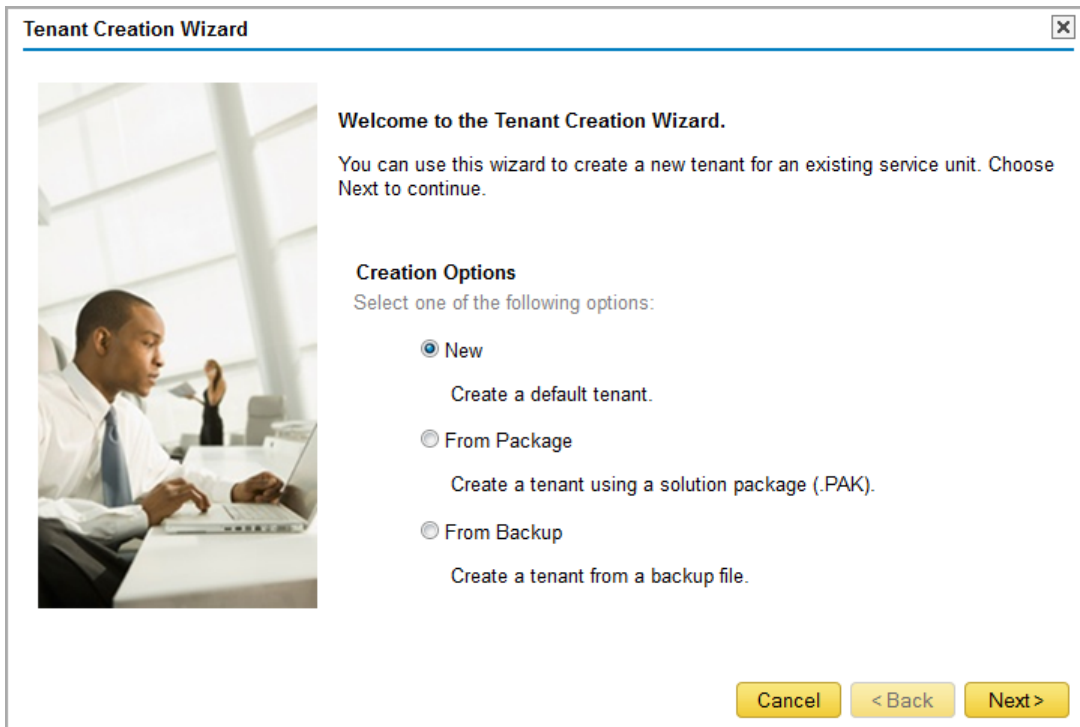 Tenant Creation Wizard
Welcome to the Tenant Creation Wizard.
You can use this wizard to create a new tenant for an existing service unit. Choose
Next to continue.
Creation Options
Select one of the following options:
New
Create a default tenant.
From Package
Create a tenant using a solution package (.PAK).
From Backup
Create a tenant from a backup file.
Cancel
< Back
Next >